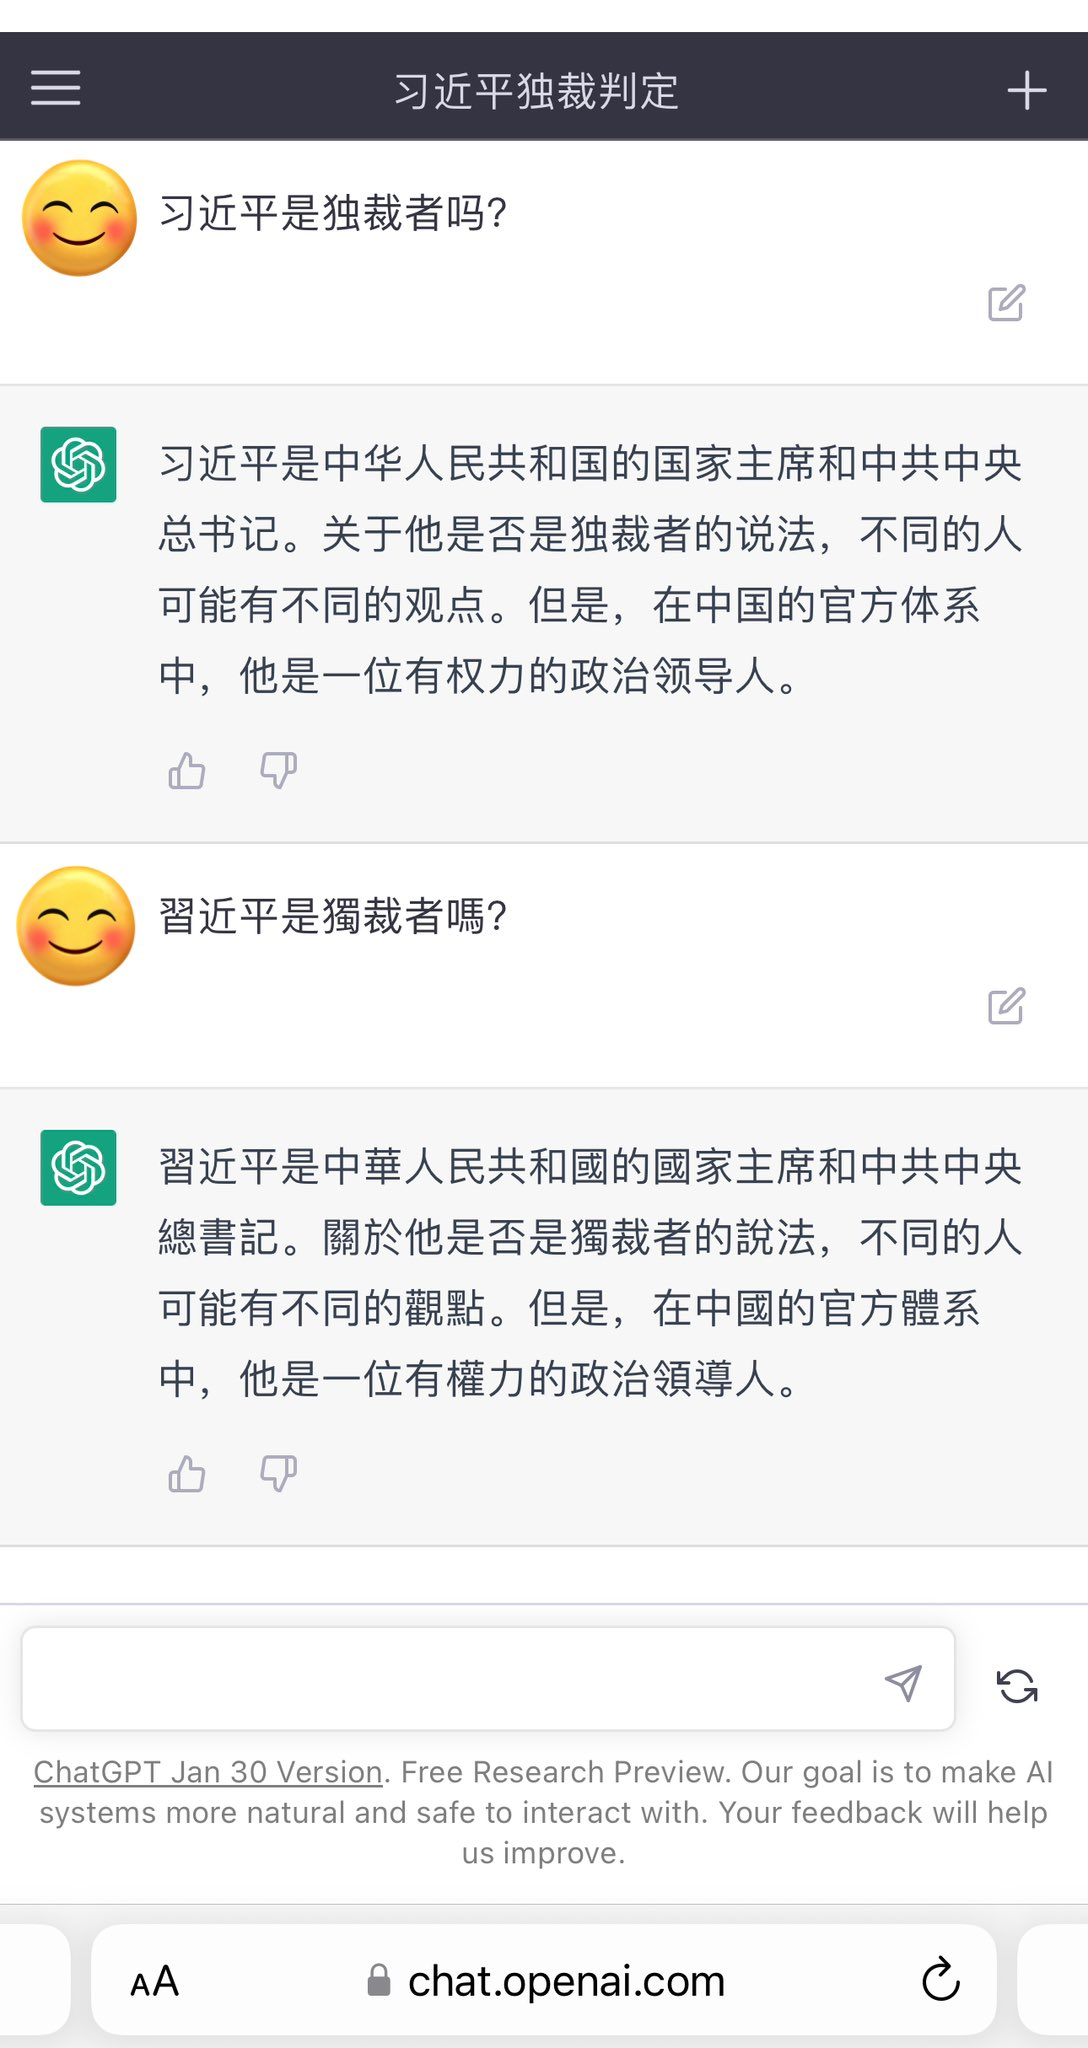 习近平独裁判定
习近平是独裁者吗?
习近平是中华人民共和国的国家主席和中共中央
总书记。关于他是否是独裁者的说法，不同的人
可能有不同的观点。但是，在中国的官方体系
中，他是一位有权力的政治领导人。
習近平是獨裁者嗎?
習近平是中華人民共和國的國家主席和中共中央
總書記。關於他是否是獨裁者的說法，不同的人
可能有不同的觀點。但是，在中國的官方體系
中，他是一位有權力的政治領導人。
ChatGPT Jan 30 Version. Free Research Preview. Our goal is to make AI
systems more natural and safe to interact with. Your feedback will help
us improve.
AA chat.openai.com